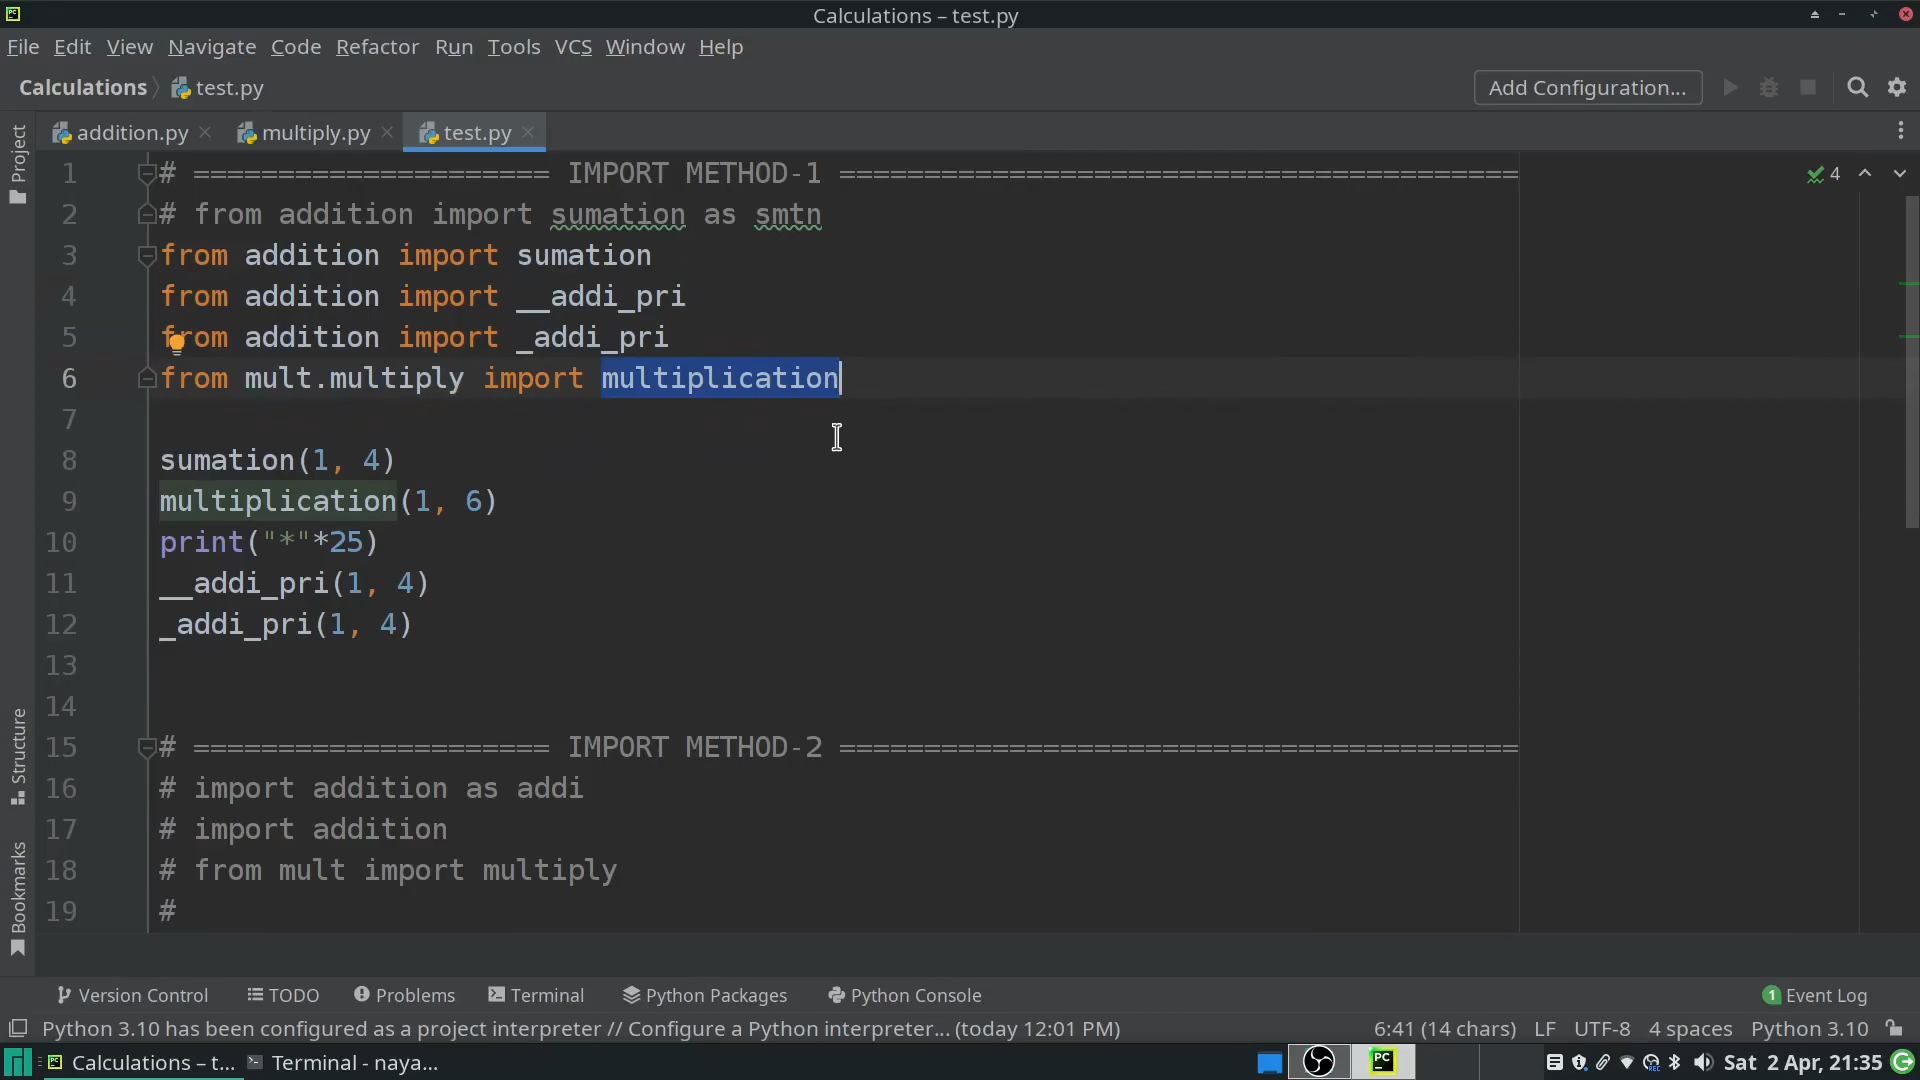 Calculations – test.py
File Edit View Navigate Code Refactor Run Tools VCS Window Help
Calculations test.py Add Configuration...
addition.py multiply.py test.py
Project
Structure
Bookmarks
1 # ===================== IMPORT METHOD-1 ========================================
2 # from addition import sumation as smtn
3 from addition import sumation
4 from addition import __addi_pri
5 from addition import _addi_pri
6 from mult.multiply import multiplication
7
8 sumation(1, 4)
9 multiplication(1, 6)
10 print("*"*25)
11 __addi_pri(1, 4)
12 _addi_pri(1, 4)
13
14
15 # ===================== IMPORT METHOD-2 ========================================
16 # import addition as addi
17 # import addition
18 # from mult import multiply
19 #
4
Version Control TODO Problems Terminal Python Packages Python Console 1 Event Log
Python 3.10 has been configured as a project interpreter // Configure a Python interpreter... (today 12:01 PM) 6:41 (14 chars) LF UTF-8 4 spaces Python 3.10
PC Calculations – t... Terminal - naya... PC REC Sat 2 Apr, 21:35